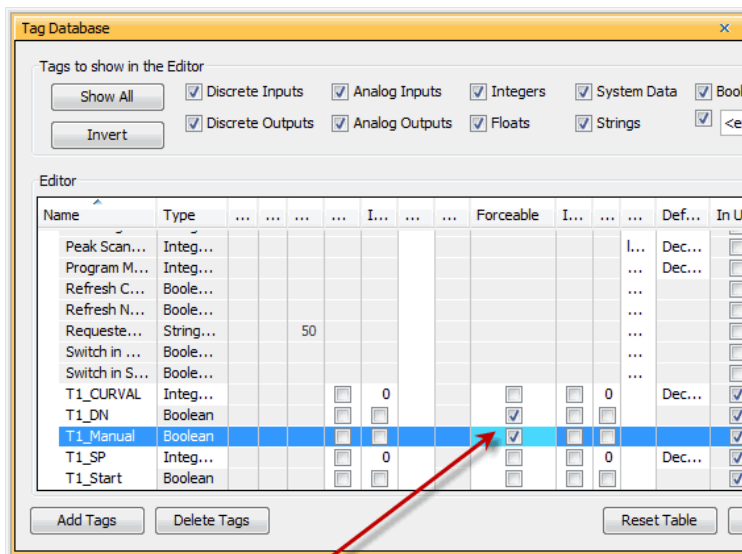 Tag Database
Tags to show in the Editor
Show All
Discrete Inputs Analog Inputs Integers System Data Bool
Invert
Discrete Outputs Analog Outputs Floats Strings <e
Editor
Name Type ... ... ... ... I... ... ... Forceable I... ... ... Def... In U
Peak Scan... Integ... I... Dec...
Program M... Integ... ... Dec...
Refresh C... Boole... ...
Refresh N... Boole... ...
Requeste... String... 50 ...
Switch in ... Boole... ...
Switch in S... Boole... ...
T1_CURVAL Integ... 0 0 Dec...
T1_DN Boolean
T1_Manual Boolean
T1_SP Integ... 0 0 Dec...
T1_Start Boolean
Add Tags Delete Tags Reset Table